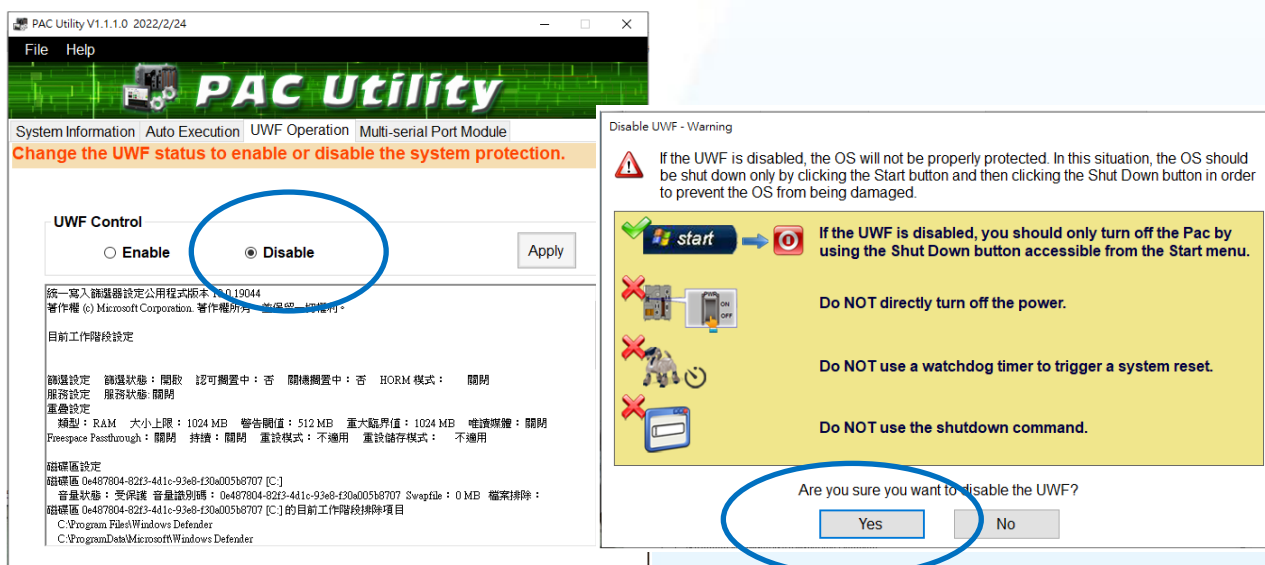 PAC Utility V1.1.1.0 2022/2/24
File Help
PAC Utility
System Information Auto Execution UWF Operation Multi-serial Port Module
Change the UWF status to enable or disable the system protection.
UWF Control
Enable Disable Apply
統一寫入篩選器設定公用程式版本 10.0.19044
著作權 (c) Microsoft Corporation. 著作權所有，並保留一切權利。
目前工作階段設定
篩選設定 篩選狀態：開啟 認可擱置中：否 關機擱置中：否 HORM 模式： 關閉
服務設定 服務狀態: 關閉
重疊設定
類型：RAM 大小上限：1024 MB 警告閾值：512 MB 重大臨界值：1024 MB 唯讀媒體：關閉
Freespace Passthrough：關閉 持續：關閉 重設模式：不適用 重設儲存模式： 不適用
磁碟區設定
磁碟區 0e487804-82f3-4d1c-93e8-f30a005b8707 [C:]
音量狀態：受保護 音量識別碼：0e487804-82f3-4d1c-93e8-f30a005b8707 Swapfile：0 MB 檔案排除：
磁碟區 0e487804-82f3-4d1c-93e8-f30a005b8707 [C:] 的目前工作階段排除項目
C:\Program Files\Windows Defender
C:\ProgramData\Microsoft\Windows Defender
Disable UWF - Warning
If the UWF is disabled, the OS will not be properly protected. In this situation, the OS should
be shut down only by clicking the Start button and then clicking the Shut Down button in order
to prevent the OS from being damaged.
start
If the UWF is disabled, you should only turn off the Pac by
using the Shut Down button accessible from the Start menu.
PWR
ON
OFF
Do NOT directly turn off the power.
Do NOT use a watchdog timer to trigger a system reset.
Do NOT use the shutdown command.
Are you sure you want to disable the UWF?
Yes No